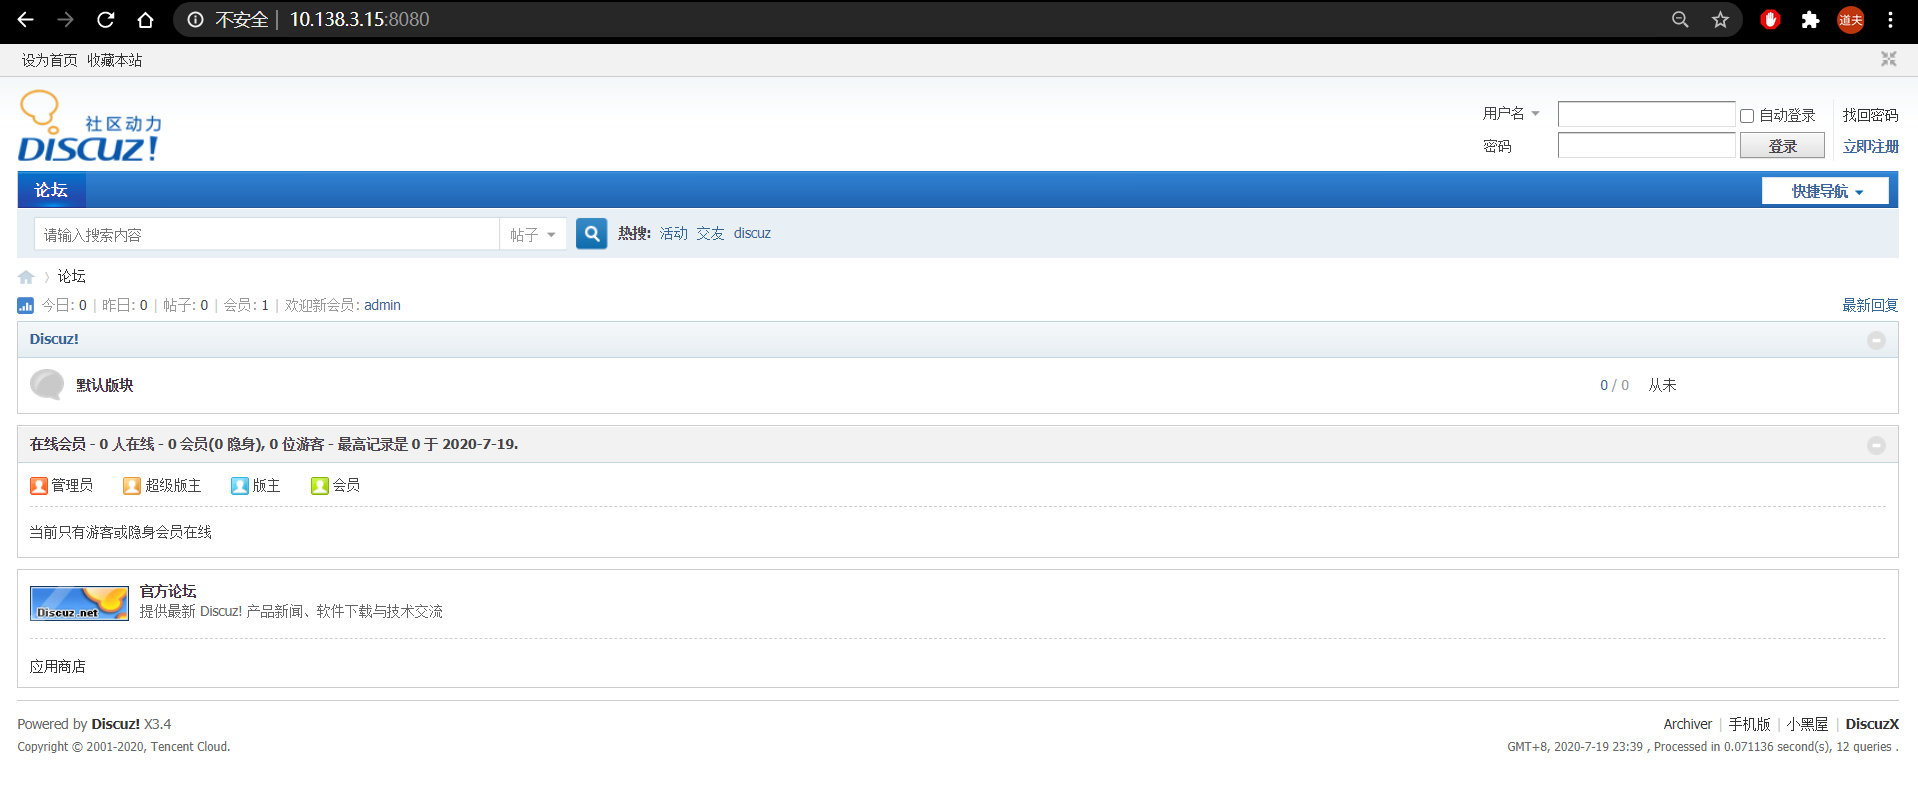 不安全 | 10.138.3.15:8080 道夫
设为首页 收藏本站
社区动力
DISCUZ!
用户名 自动登录 找回密码
密码 登录 立即注册
论坛 快捷导航
请输入搜索内容 帖子 热搜: 活动 交友 discuz
› 论坛
今日: 0 | 昨日: 0 | 帖子: 0 | 会员: 1 | 欢迎新会员: admin 最新回复
Discuz!
默认版块 0 / 0 从未
在线会员 - 0 人在线 - 0 会员(0 隐身), 0 位游客 - 最高记录是 0 于 2020-7-19.
管理员 超级版主 版主 会员
当前只有游客或隐身会员在线
Discuz.net 官方论坛
提供最新 Discuz! 产品新闻、软件下载与技术交流
应用商店
Powered by Discuz! X3.4 Archiver | 手机版 | 小黑屋 | DiscuzX
Copyright © 2001-2020, Tencent Cloud. GMT+8, 2020-7-19 23:39 , Processed in 0.071136 second(s), 12 queries .